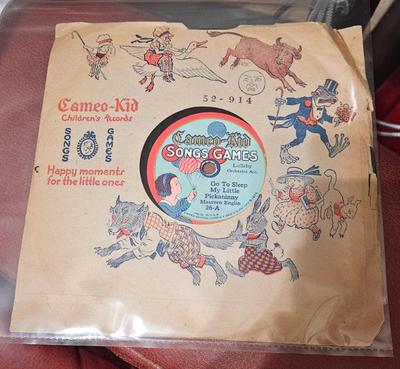 Cameo-Kid
Children's Records
SONGS
GAMES
Happy moments
for the little ones
52-914
Cameo Kid
SONGS GAMES
Lullaby
Orchestra Acc.
Go To Sleep
My Little
Pickaninny
Maureen Englin
26-A